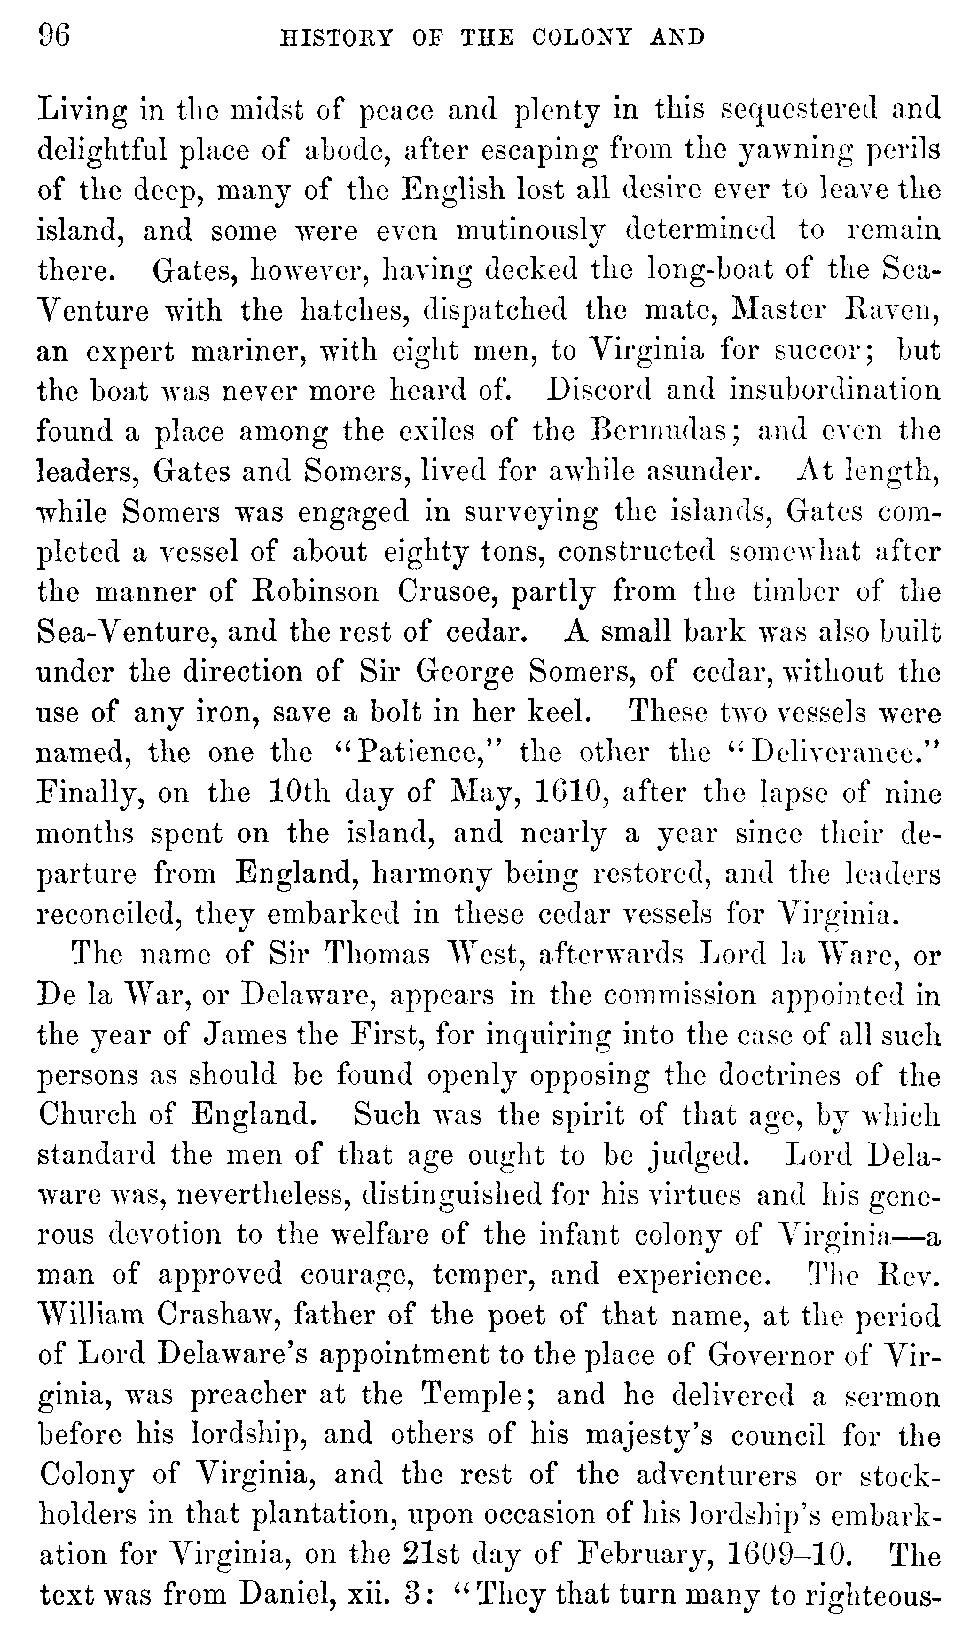 96 HISTORY OF THE COLONY AND
Living in the midst of peace and plenty in this sequestered and
delightful place of abode, after escaping from the yawning perils
of the deep, many of the English lost all desire ever to leave the
island, and some were even mutinously determined to remain
there. Gates, however, having decked the long-boat of the Sea-
Venture with the hatches, dispatched the mate, Master Raven,
an expert mariner, with eight men, to Virginia for succor; but
the boat was never more heard of. Discord and insubordination
found a place among the exiles of the Bermudas; and even the
leaders, Gates and Somers, lived for awhile asunder. At length,
while Somers was engaged in surveying the islands, Gates com-
pleted a vessel of about eighty tons, constructed somewhat after
the manner of Robinson Crusoe, partly from the timber of the
Sea-Venture, and the rest of cedar. A small bark was also built
under the direction of Sir George Somers, of cedar, without the
use of any iron, save a bolt in her keel. These two vessels were
named, the one the "Patience," the other the "Deliverance."
Finally, on the 10th day of May, 1610, after the lapse of nine
months spent on the island, and nearly a year since their de-
parture from England, harmony being restored, and the leaders
reconciled, they embarked in these cedar vessels for Virginia.
The name of Sir Thomas West, afterwards Lord la Ware, or
De la War, or Delaware, appears in the commission appointed in
the year of James the First, for inquiring into the case of all such
persons as should be found openly opposing the doctrines of the
Church of England. Such was the spirit of that age, by which
standard the men of that age ought to be judged. Lord Dela-
ware was, nevertheless, distinguished for his virtues and his gene-
rous devotion to the welfare of the infant colony of Virginia—a
man of approved courage, temper, and experience. The Rev.
William Crashaw, father of the poet of that name, at the period
of Lord Delaware's appointment to the place of Governor of Vir-
ginia, was preacher at the Temple; and he delivered a sermon
before his lordship, and others of his majesty's council for the
Colony of Virginia, and the rest of the adventurers or stock-
holders in that plantation, upon occasion of his lordship's embark-
ation for Virginia, on the 21st day of February, 1609–10. The
text was from Daniel, xii. 3: "They that turn many to righteous-